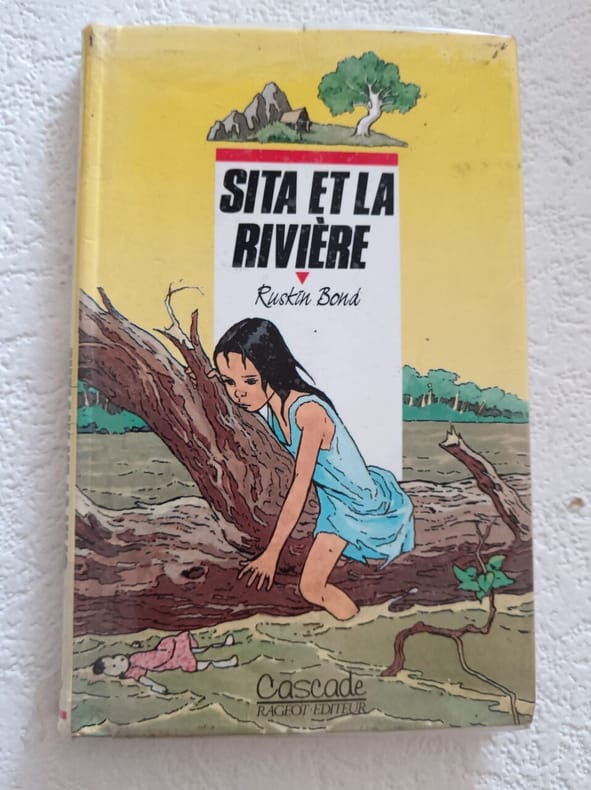 SITA ET LA
RIVIÈRE
Ruskin Bond
Cascade
RAGEOT·EDITEUR